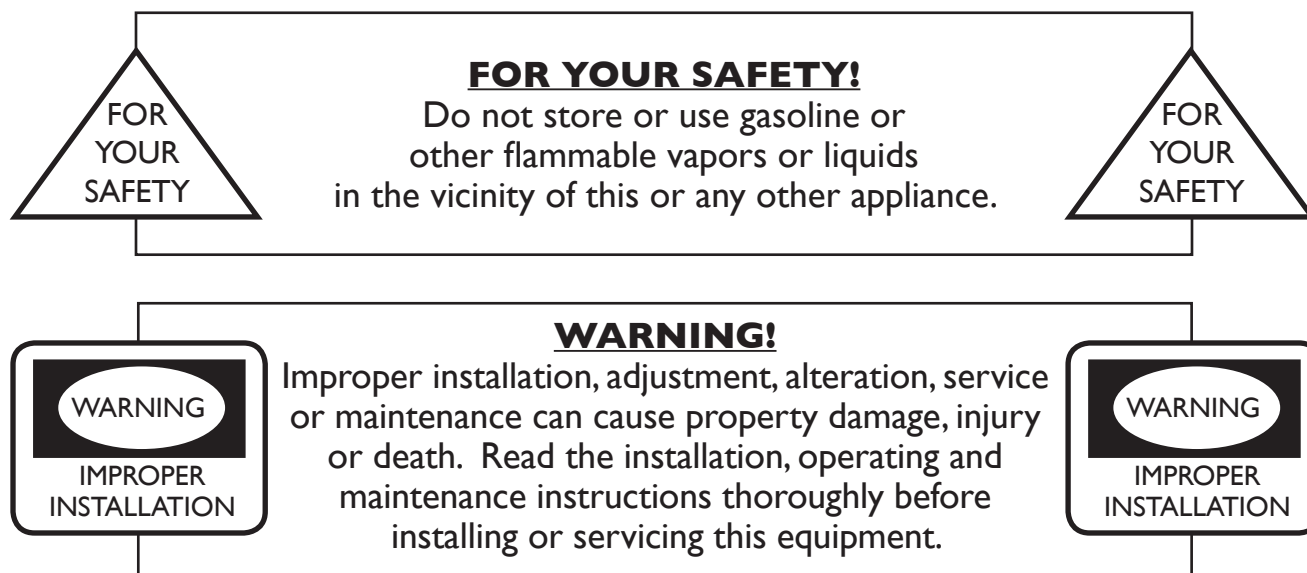 FOR YOUR SAFETY!
Do not store or use gasoline or
other flammable vapors or liquids
in the vicinity of this or any other appliance.
FOR
YOUR
SAFETY
FOR
YOUR
SAFETY
WARNING!
Improper installation, adjustment, alteration, service
or maintenance can cause property damage, injury
or death. Read the installation, operating and
maintenance instructions thoroughly before
installing or servicing this equipment.
WARNING
IMPROPER
INSTALLATION
WARNING
IMPROPER
INSTALLATION